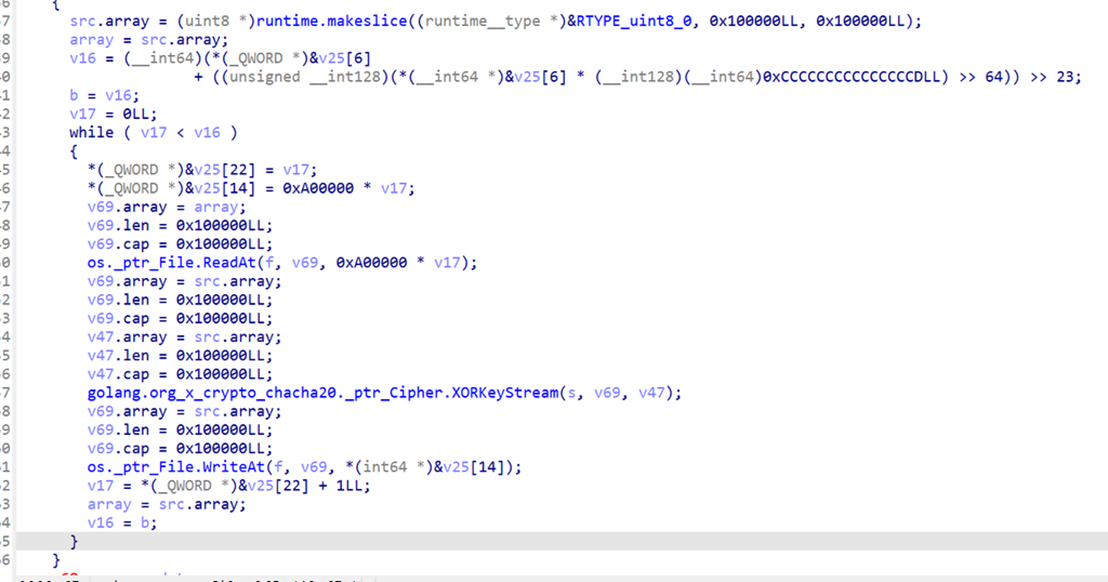 6 {
7 src.array = (uint8 *)runtime.makeslice((runtime__type *)&RTYPE_uint8_0, 0x100000LL, 0x100000LL);
8 array = src.array;
9 v16 = (__int64)(*(_QWORD *)&v25[6]
0 + ((unsigned __int128)(*(__int64 *)&v25[6] * (__int128)(__int64)0xCCCCCCCCCCCCCCCDLL) >> 64)) >> 23;
1 b = v16;
2 v17 = 0LL;
3 while ( v17 < v16 )
4 {
5 *(_QWORD *)&v25[22] = v17;
6 *(_QWORD *)&v25[14] = 0xA00000 * v17;
7 v69.array = array;
8 v69.len = 0x100000LL;
9 v69.cap = 0x100000LL;
0 os._ptr_File.ReadAt(f, v69, 0xA00000 * v17);
1 v69.array = src.array;
2 v69.len = 0x100000LL;
3 v69.cap = 0x100000LL;
4 v47.array = src.array;
5 v47.len = 0x100000LL;
6 v47.cap = 0x100000LL;
7 golang.org_x_crypto_chacha20._ptr_Cipher.XORKeyStream(s, v69, v47);
8 v69.array = src.array;
9 v69.len = 0x100000LL;
0 v69.cap = 0x100000LL;
1 os._ptr_File.WriteAt(f, v69, *(int64 *)&v25[14]);
2 v17 = *(_QWORD *)&v25[22] + 1LL;
3 array = src.array;
4 v16 = b;
5 }
6 }